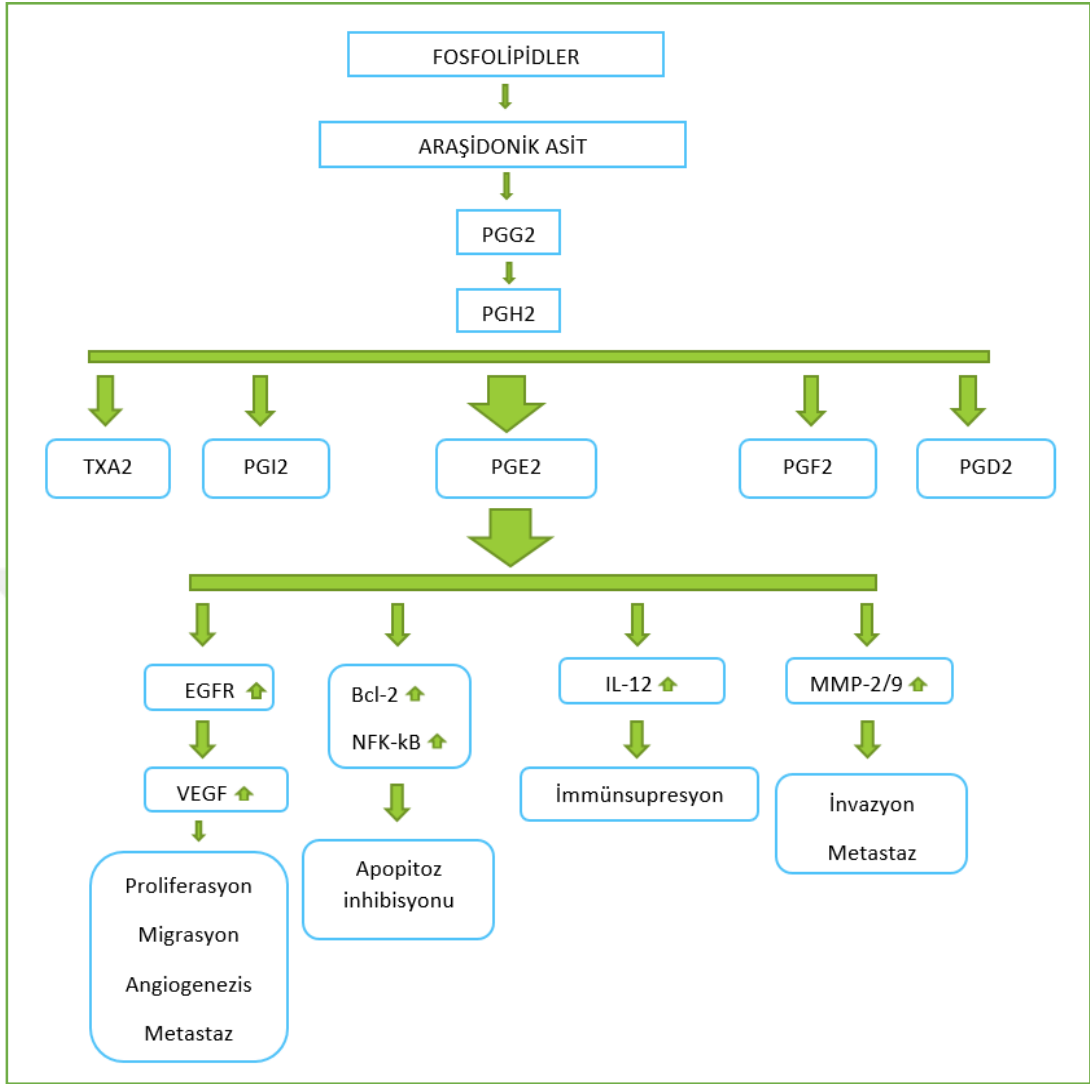 FOSFOLİPİDLER
ARAŞİDONİK ASİT
PGG2
PGH2
TXA2
PGI2
PGE2
PGF2
PGD2
EGFR
Bcl-2
NFK-kB
IL-12
MMP-2/9
VEGF
İmmünsupresyon
İnvazyon
Metastaz
Apopitoz
inhibisyonu
Proliferasyon
Migrasyon
Angiogenezis
Metastaz